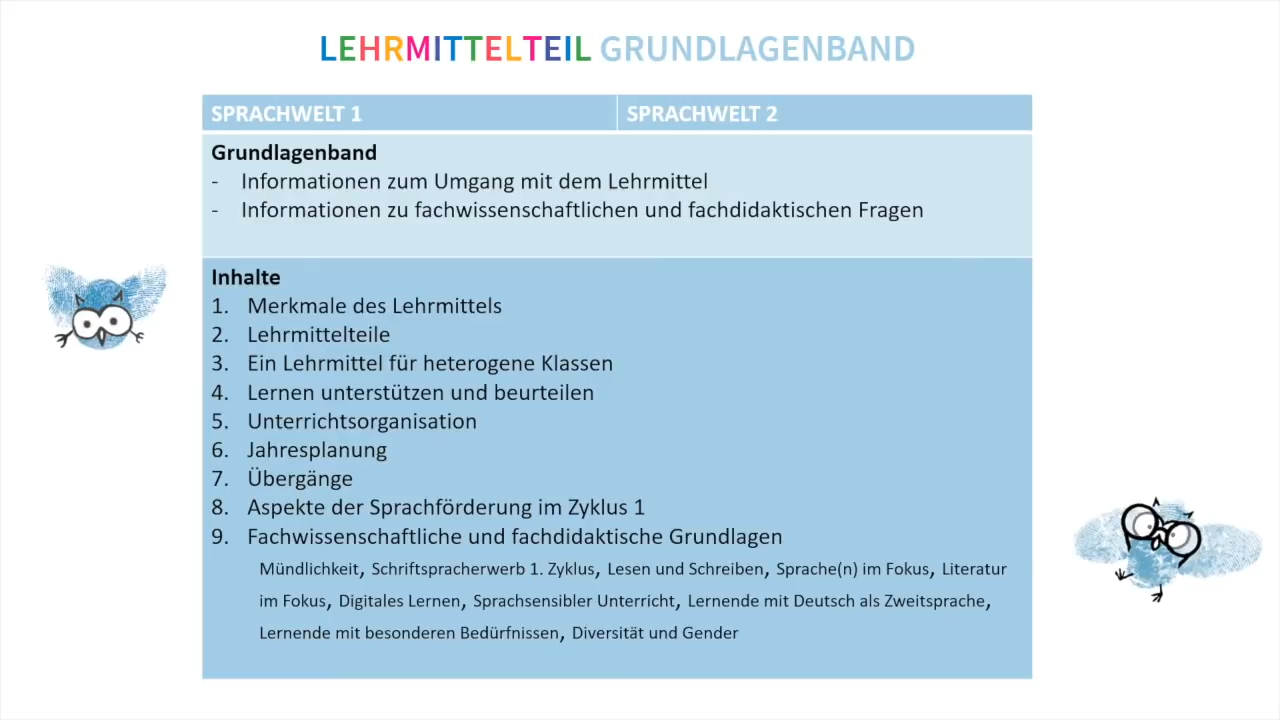 LEHRMITTELTEIL GRUNDLAGENBAND
SPRACHWELT 1
SPRACHWELT 2
Grundlagenband
- Informationen zum Umgang mit dem Lehrmittel
- Informationen zu fachwissenschaftlichen und fachdidaktischen Fragen
Inhalte
1. Merkmale des Lehrmittels
2. Lehrmittelteile
3. Ein Lehrmittel für heterogene Klassen
4. Lernen unterstützen und beurteilen
5. Unterrichtsorganisation
6. Jahresplanung
7. Übergänge
8. Aspekte der Sprachförderung im Zyklus 1
9. Fachwissenschaftliche und fachdidaktische Grundlagen
Mündlichkeit, Schriftspracherwerb 1. Zyklus, Lesen und Schreiben, Sprache(n) im Fokus, Literatur
im Fokus, Digitales Lernen, Sprachsensibler Unterricht, Lernende mit Deutsch als Zweitsprache,
Lernende mit besonderen Bedürfnissen, Diversität und Gender